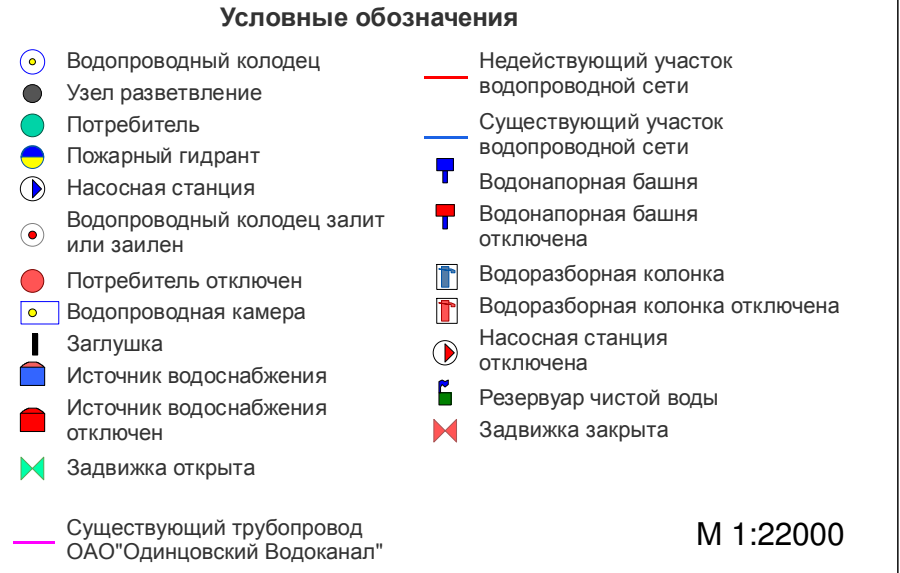 Условные обозначения
Водопроводный колодец
Узел разветвление
Потребитель
Пожарный гидрант
Насосная станция
Водопроводный колодец залит
или заилен
Потребитель отключен
Водопроводная камера
Заглушка
Источник водоснабжения
Источник водоснабжения
отключен
Задвижка открыта
Существующий трубопровод
ОАО"Одинцовский Водоканал"
Недействующий участок
водопроводной сети
Существующий участок
водопроводной сети
Водонапорная башня
Водонапорная башня
отключена
Водоразборная колонка
Водоразборная колонка отключена
Насосная станция
отключена
Резервуар чистой воды
Задвижка закрыта
М 1:22000